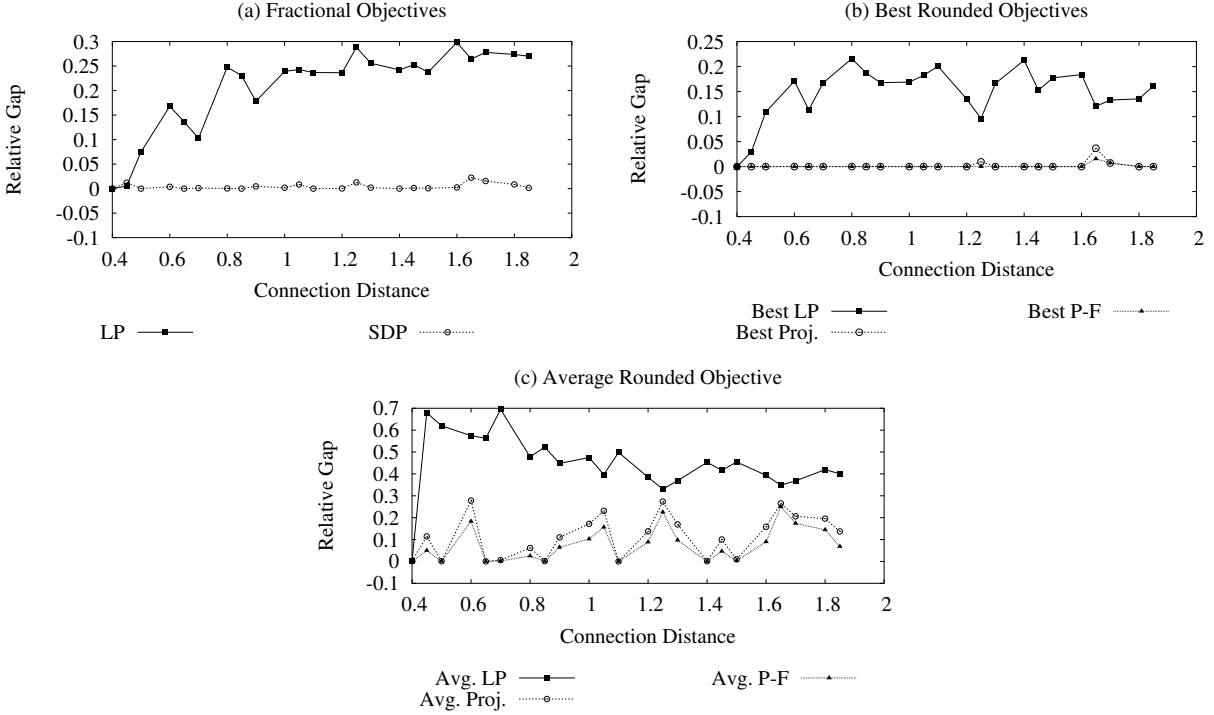 (a) Fractional Objectives
0.3
0.25
0.2
0.15
0.1
0.05
0
-0.05
-0.1
Relative Gap
0.4 0.6 0.8 1 1.2 1.4 1.6 1.8 2
Connection Distance
LP SDP
(b) Best Rounded Objectives
0.25
0.2
0.15
0.1
0.05
0
-0.05
-0.1
Relative Gap
0.4 0.6 0.8 1 1.2 1.4 1.6 1.8 2
Connection Distance
Best LP Best P-F
Best Proj.
(c) Average Rounded Objective
0.7
0.6
0.5
0.4
0.3
0.2
0.1
0
-0.1
Relative Gap
0.4 0.6 0.8 1 1.2 1.4 1.6 1.8 2
Connection Distance
Avg. LP Avg. P-F
Avg. Proj.